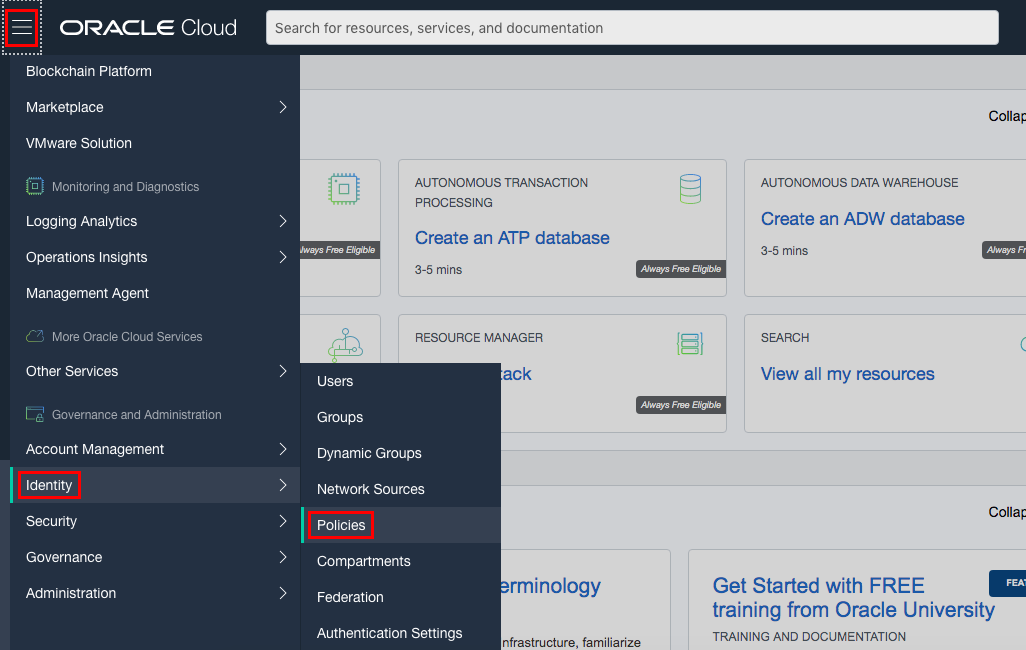 ORACLE Cloud
Search for resources, services, and documentation
Blockchain Platform
Marketplace
VMware Solution
Monitoring and Diagnostics
Logging Analytics
Operations Insights
Management Agent
More Oracle Cloud Services
Other Services
Governance and Administration
Account Management
Identity
Security
Governance
Administration
Users
Groups
Dynamic Groups
Network Sources
Policies
Compartments
Federation
Authentication Settings
Collap
lways Free Eligible
AUTONOMOUS TRANSACTION
PROCESSING
Create an ATP database
3-5 mins
Always Free Eligible
AUTONOMOUS DATA WAREHOUSE
Create an ADW database
3-5 mins
Always Fr
RESOURCE MANAGER
tack
Always Free Eligible
SEARCH
View all my resources
Collap
erminology
nfrastructure, familiarize
Get Started with FREE
training from Oracle University
TRAINING AND DOCUMENTATION
FEAT